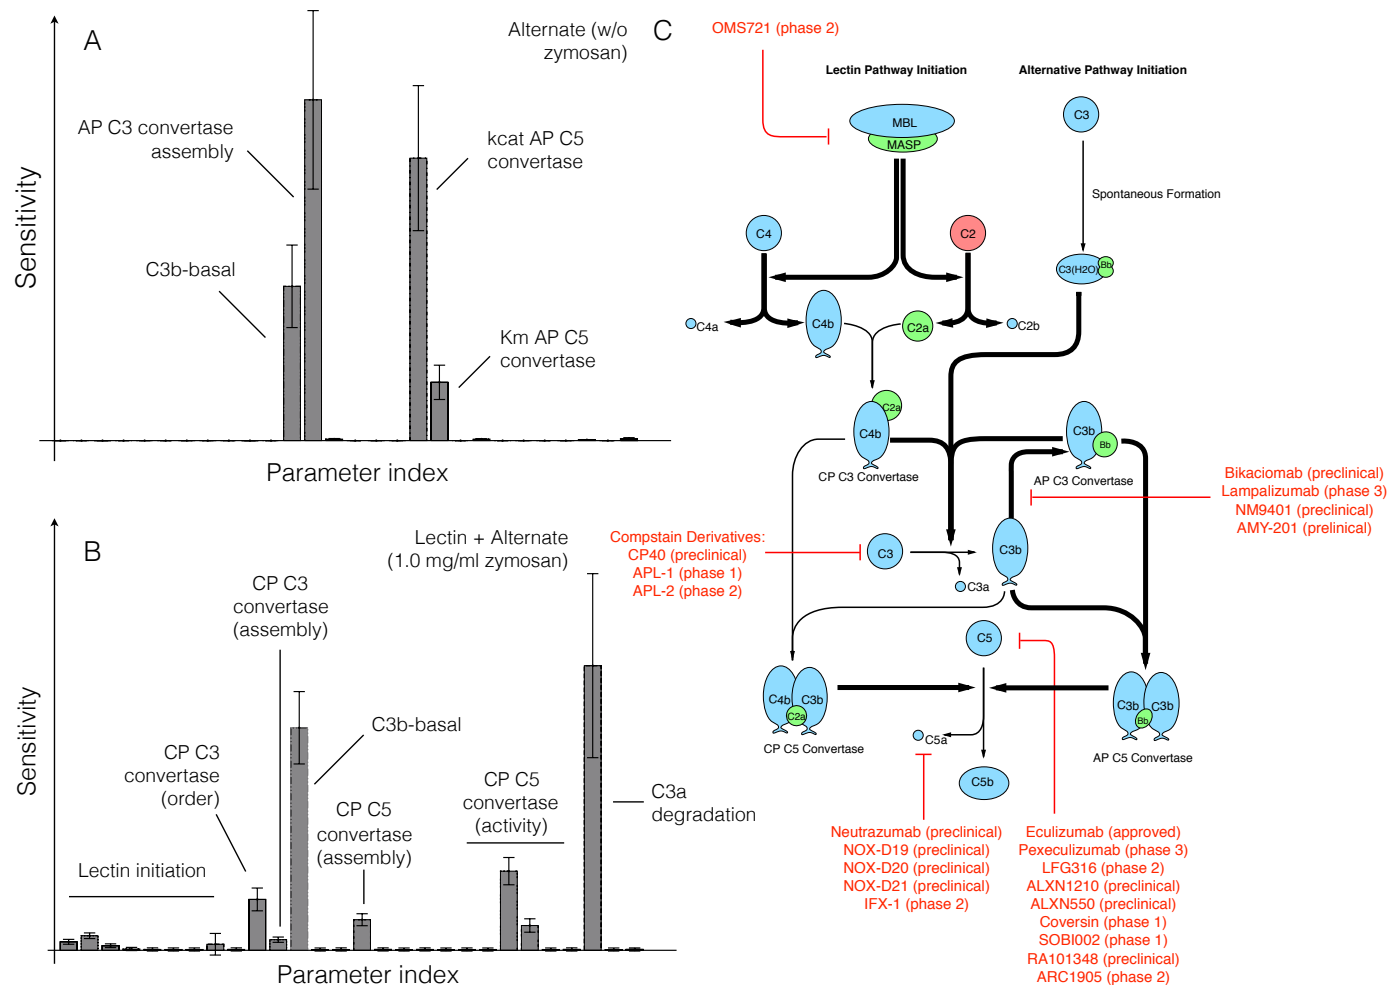 A
Alternate (w/o
zymosan)
AP C3 convertase
assembly
kcat AP C5
convertase
C3b-basal
Km AP C5
convertase
Sensitivity
Parameter index
B
Lectin + Alternate
(1.0 mg/ml zymosan)
CP C3
convertase
(assembly)
C3b-basal
CP C3
convertase
(order)
CP C5
convertase
(assembly)
CP C5
convertase
(activity)
C3a
degradation
Lectin initiation
Sensitivity
Parameter index
C
OMS721 (phase 2)
Lectin Pathway Initiation
Alternative Pathway Initiation
MBL
MASP
C3
Spontaneous Formation
C4
C2
C3(H2O)
Bb
C4a
C4b
C2a
C2b
C2a
C4b
CP C3 Convertase
C3b
Bb
AP C3 Convertase
Bikaciomab (preclinical)
Lampalizumab (phase 3)
NM9401 (preclinical)
AMY-201 (prelinical)
Compstain Derivatives:
CP40 (preclinical)
APL-1 (phase 1)
APL-2 (phase 2)
C3
C3b
C3a
C5
C4b
C3b
C2a
CP C5 Convertase
C3b
C3b
Bb
AP C5 Convertase
C5a
C5b
Neutrazumab (preclinical)
NOX-D19 (preclinical)
NOX-D20 (preclinical)
NOX-D21 (preclinical)
IFX-1 (phase 2)
Eculizumab (approved)
Pexeculizumab (phase 3)
LFG316 (phase 2)
ALXN1210 (preclinical)
ALXN550 (preclinical)
Coversin (phase 1)
SOBI002 (phase 1)
RA101348 (preclinical)
ARC1905 (phase 2)